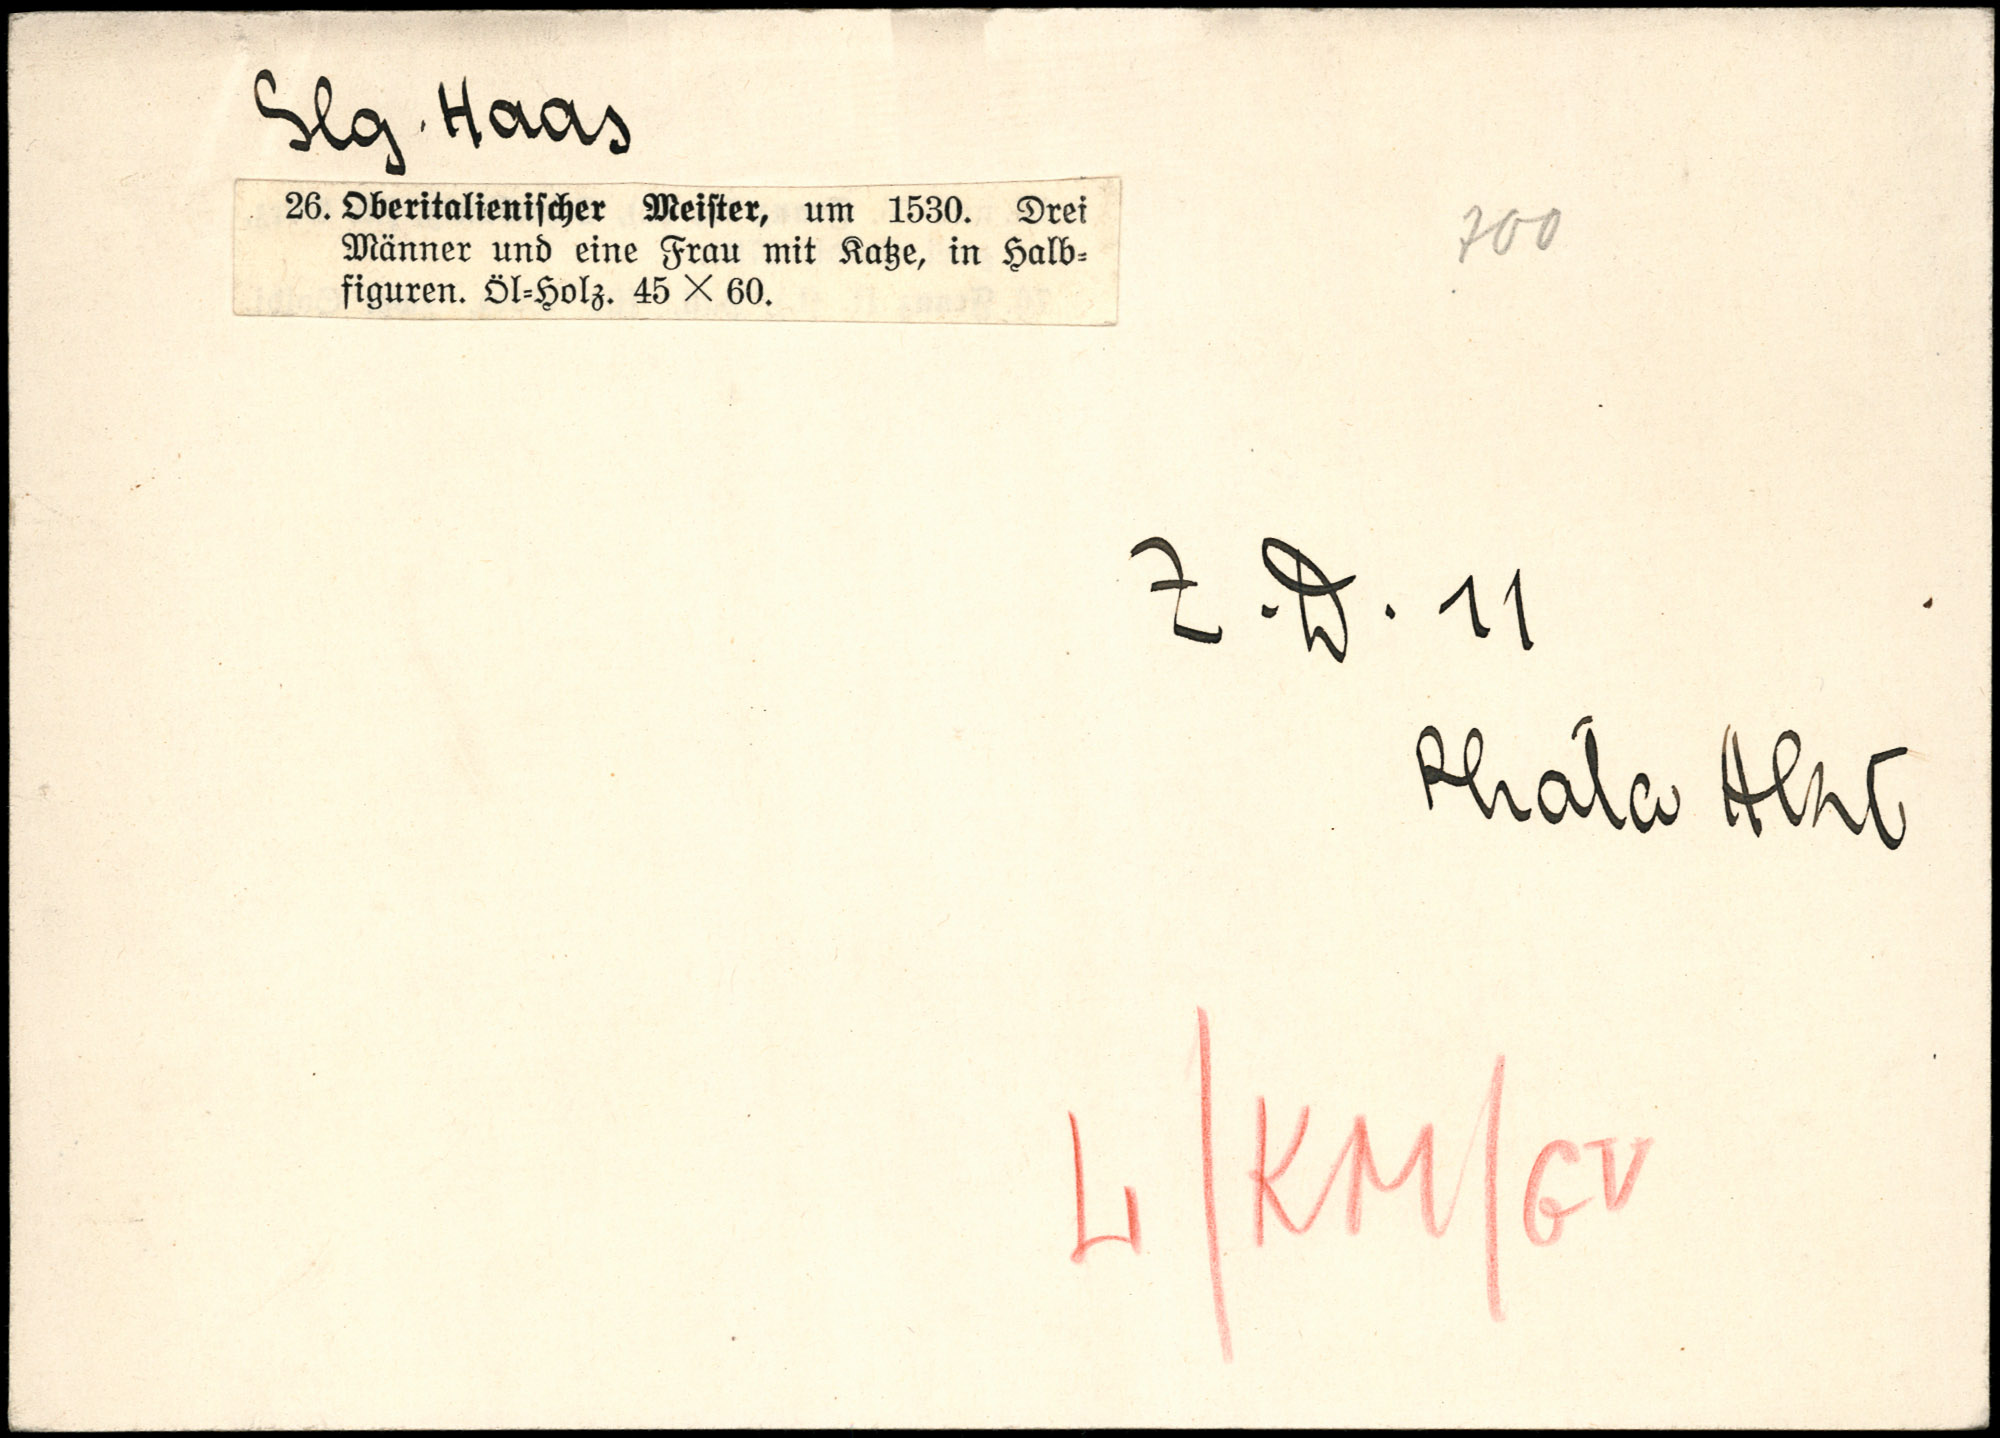 Slg. Haas
26. Oberitalienischer Meister, um 1530. Drei
Männer und eine Frau mit Katze, in Halb-
figuren. Öl-Holz. 45 × 60.
700
Z.D. 11
L/KM/GV